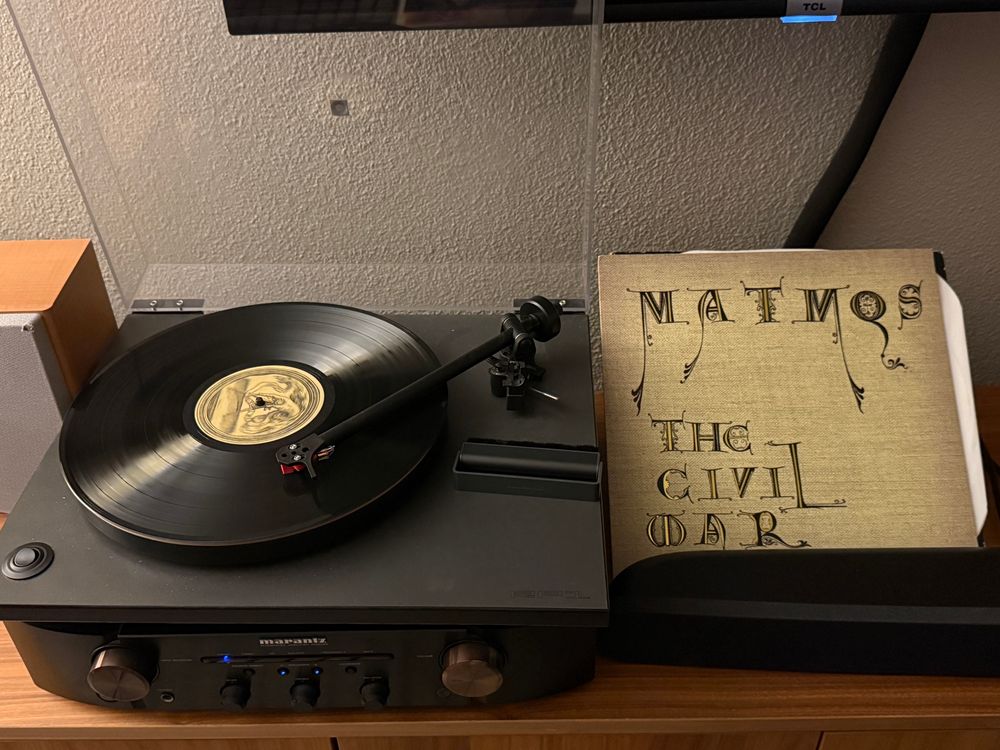 TCL
MATMOS
THE
CIVIL
WAR
marantz